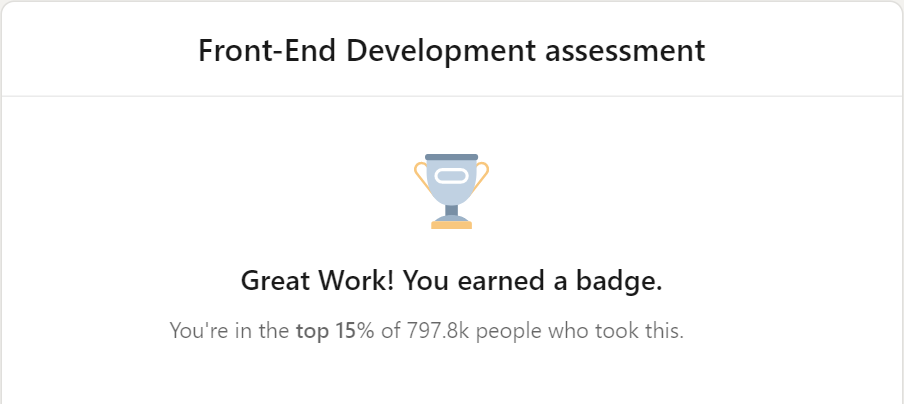 Front-End Development assessment
Great Work! You earned a badge.
You're in the top 15% of 797.8k people who took this.